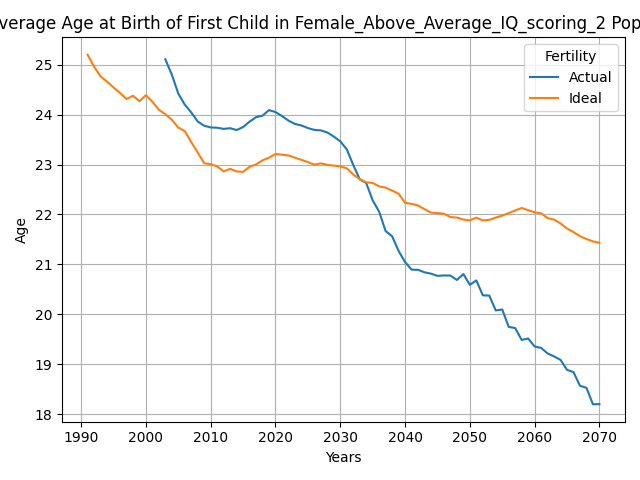 verage Age at Birth of First Child in Female_Above_Average_IQ_scoring_2 Pop
Fertility
Actual
Ideal
Age
25
24
23
22
21
20
19
18
1990 2000 2010 2020 2030 2040 2050 2060 2070
Years